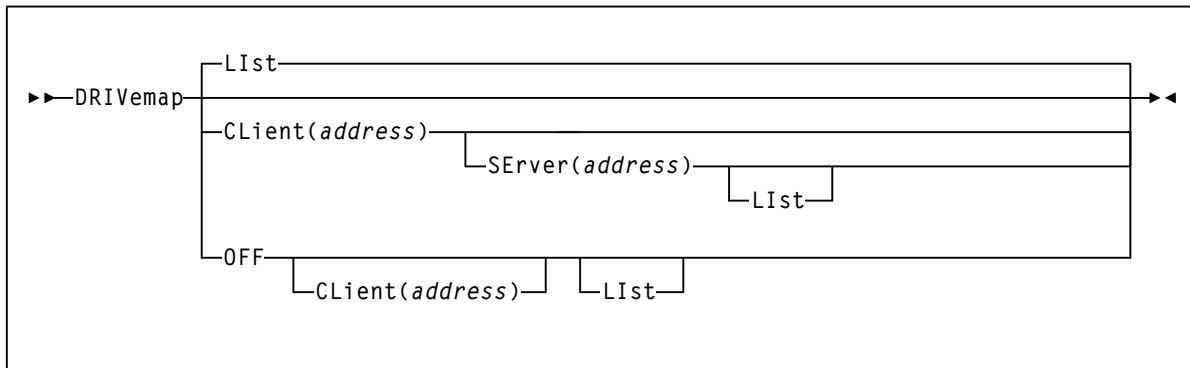 LIst
DRIVemap
CLient(address)
SErver(address)
LIst
OFF
CLient(address) LIst